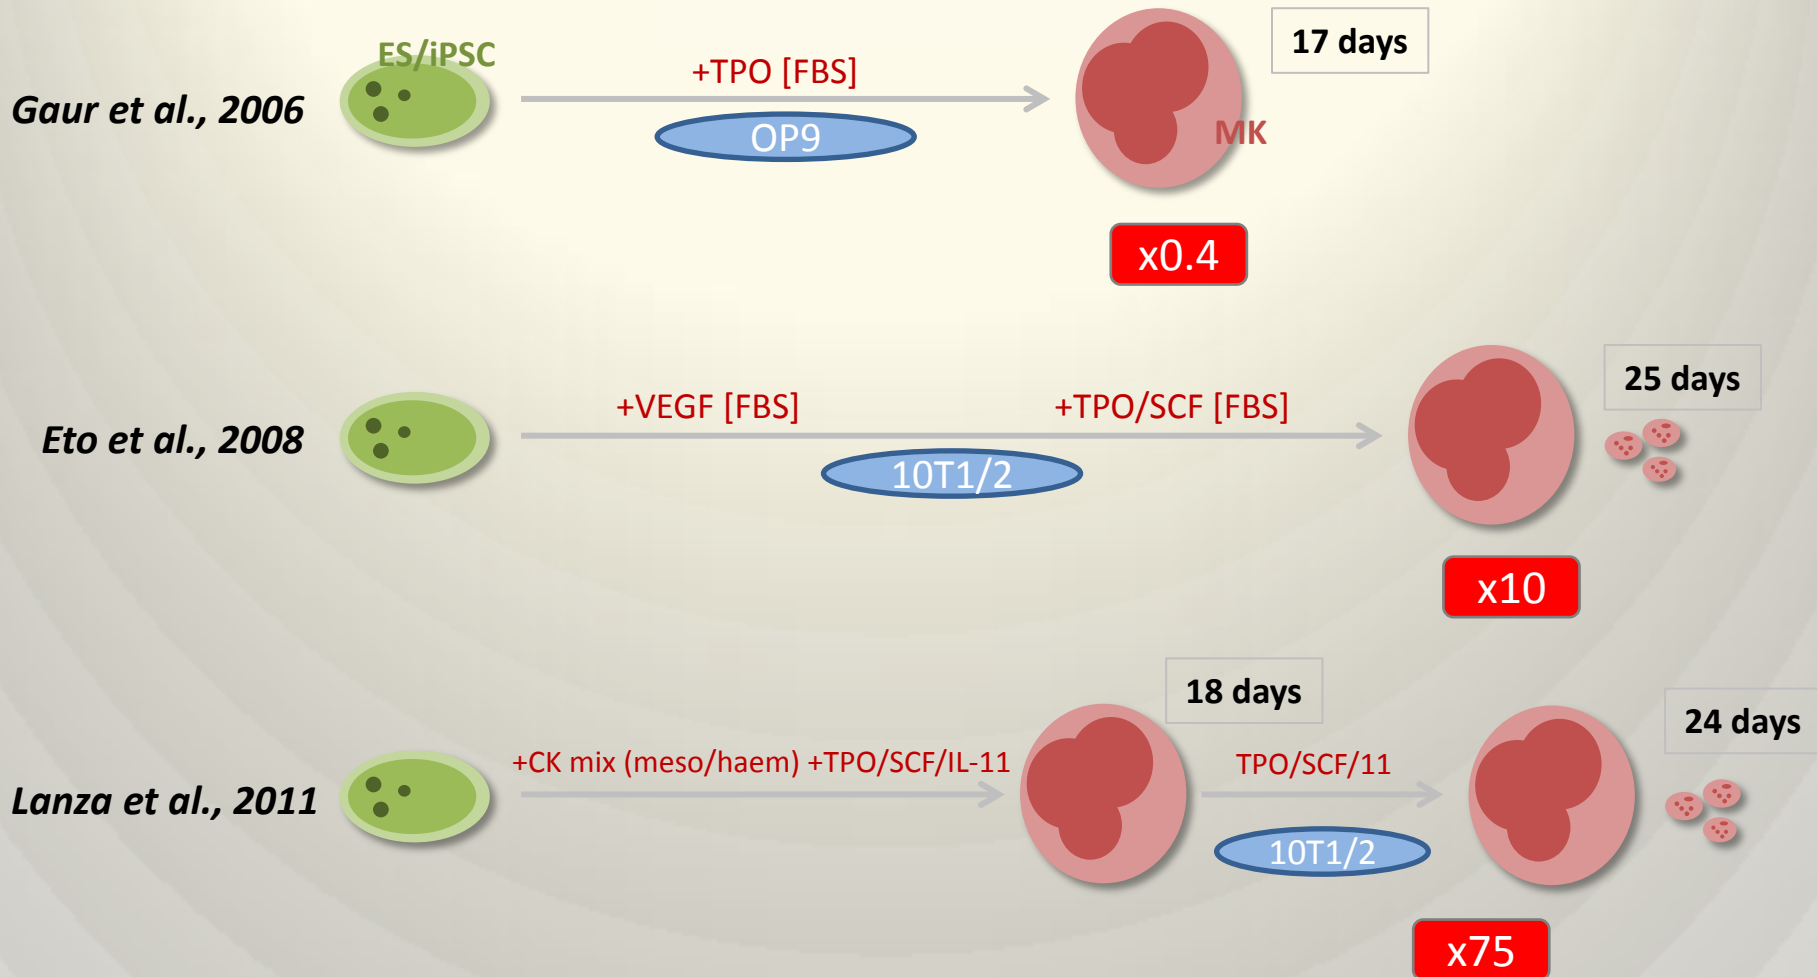 ES/iPSC
17 days
+TPO [FBS]
Gaur et al., 2006
OP9
MK
x0.4
25 days
+VEGF [FBS]
+TPO/SCF [FBS]
Eto et al., 2008
10T1/2
x10
18 days
24 days
+CK mix (meso/haem) +TPO/SCF/IL-11
TPO/SCF/11
Lanza et al., 2011
10T1/2
x75